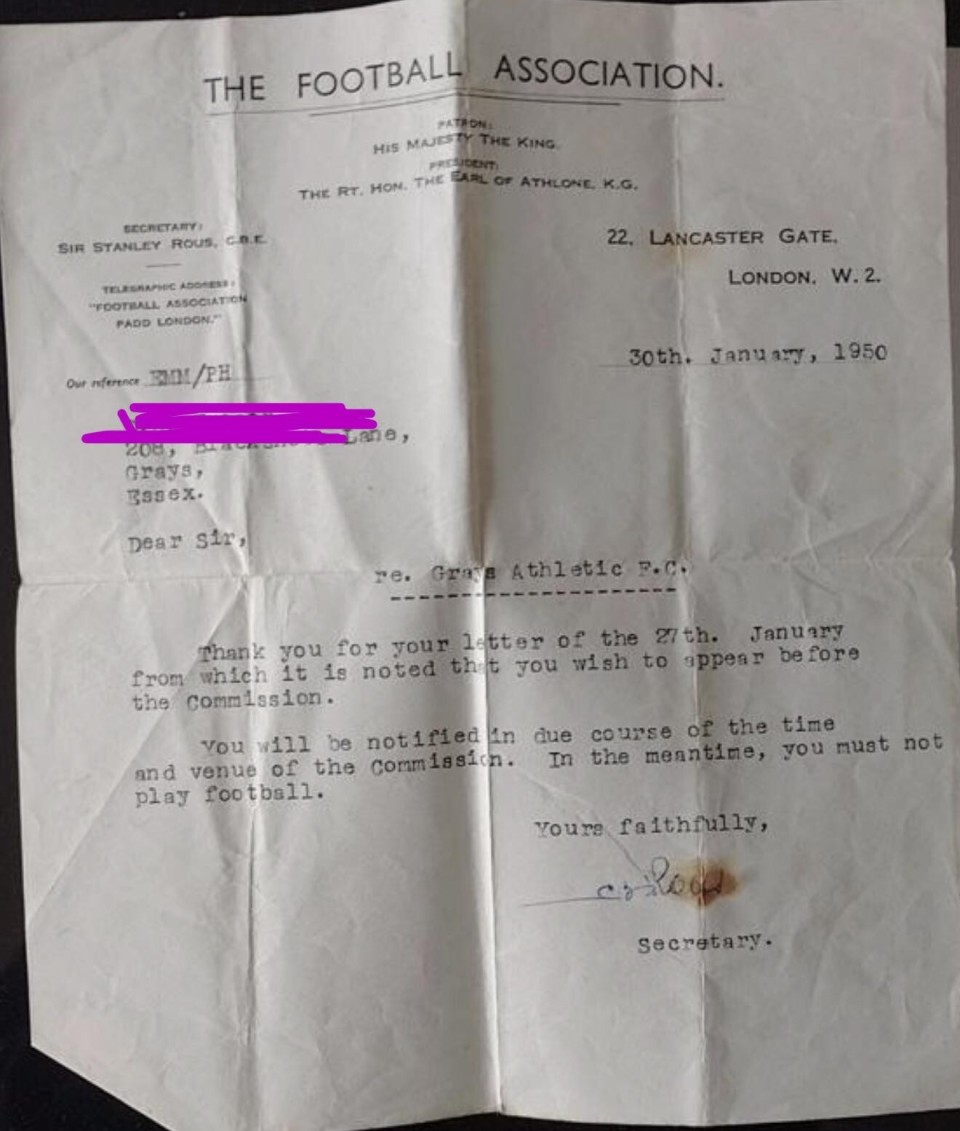 THE FOOTBALL ASSOCIATION.
PATRON:
HIS MAJESTY THE KING.
PRESIDENT:
THE RT. HON. THE EARL OF ATHLONE, K.G.
SECRETARY:
SIR STANLEY ROUS, C.B.E.
TELEGRAPHIC ADDRESS:
"FOOTBALL ASSOCIATION
PADD LONDON."
22, LANCASTER GATE,
LONDON, W. 2.
30th. January, 1950
Our reference EMM/PH
208, Lane,
Grays,
Essex.
Dear Sir,
re. Grays Athletic F.C.
Thank you for your letter of the 27th. January
from which it is noted that you wish to appear before
the Commission.
You will be notified in due course of the time
and venue of the Commission. In the meantime, you must not
play football.
Yours faithfully,
Secretary.